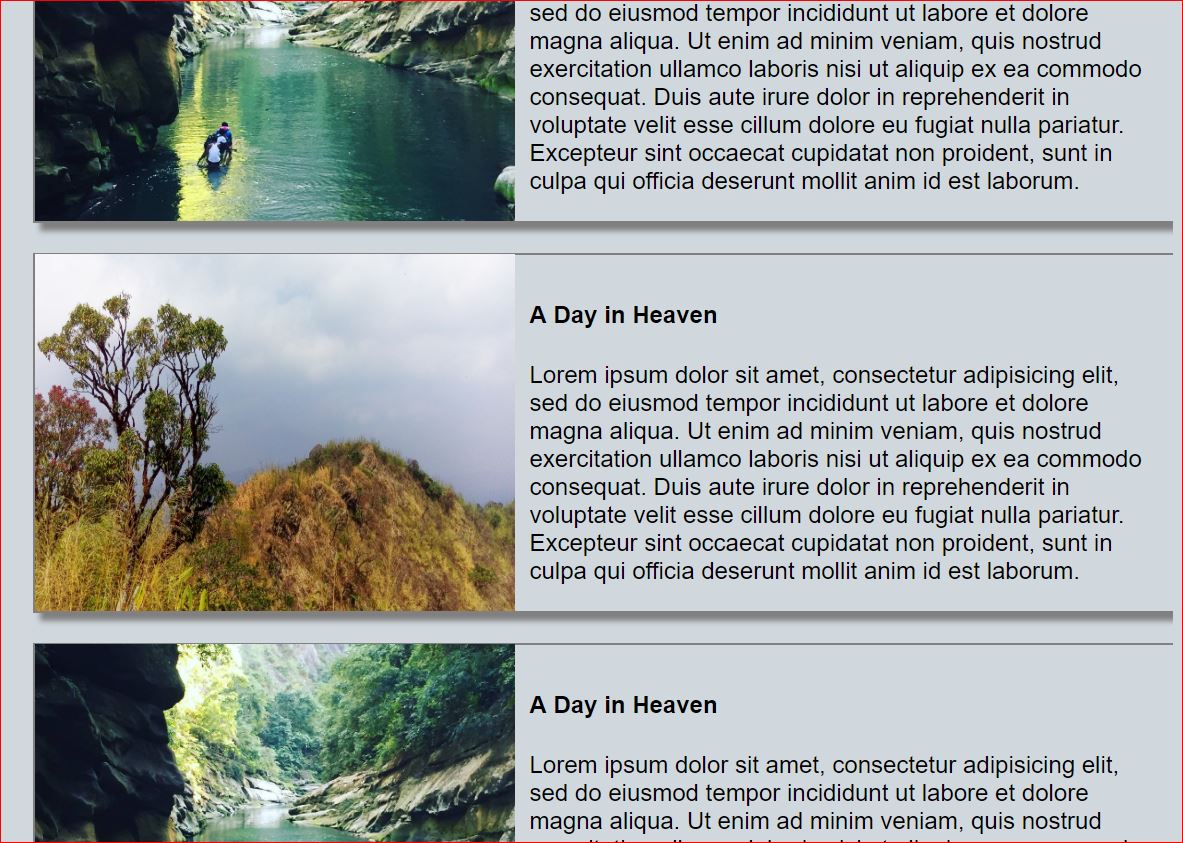 sed do eiusmod tempor incididunt ut labore et dolore
magna aliqua. Ut enim ad minim veniam, quis nostrud
exercitation ullamco laboris nisi ut aliquip ex ea commodo
consequat. Duis aute irure dolor in reprehenderit in
voluptate velit esse cillum dolore eu fugiat nulla pariatur.
Excepteur sint occaecat cupidatat non proident, sunt in
culpa qui officia deserunt mollit anim id est laborum.
A Day in Heaven
Lorem ipsum dolor sit amet, consectetur adipisicing elit,
sed do eiusmod tempor incididunt ut labore et dolore
magna aliqua. Ut enim ad minim veniam, quis nostrud
exercitation ullamco laboris nisi ut aliquip ex ea commodo
consequat. Duis aute irure dolor in reprehenderit in
voluptate velit esse cillum dolore eu fugiat nulla pariatur.
Excepteur sint occaecat cupidatat non proident, sunt in
culpa qui officia deserunt mollit anim id est laborum.
A Day in Heaven
Lorem ipsum dolor sit amet, consectetur adipisicing elit,
sed do eiusmod tempor incididunt ut labore et dolore
magna aliqua. Ut enim ad minim veniam, quis nostrud